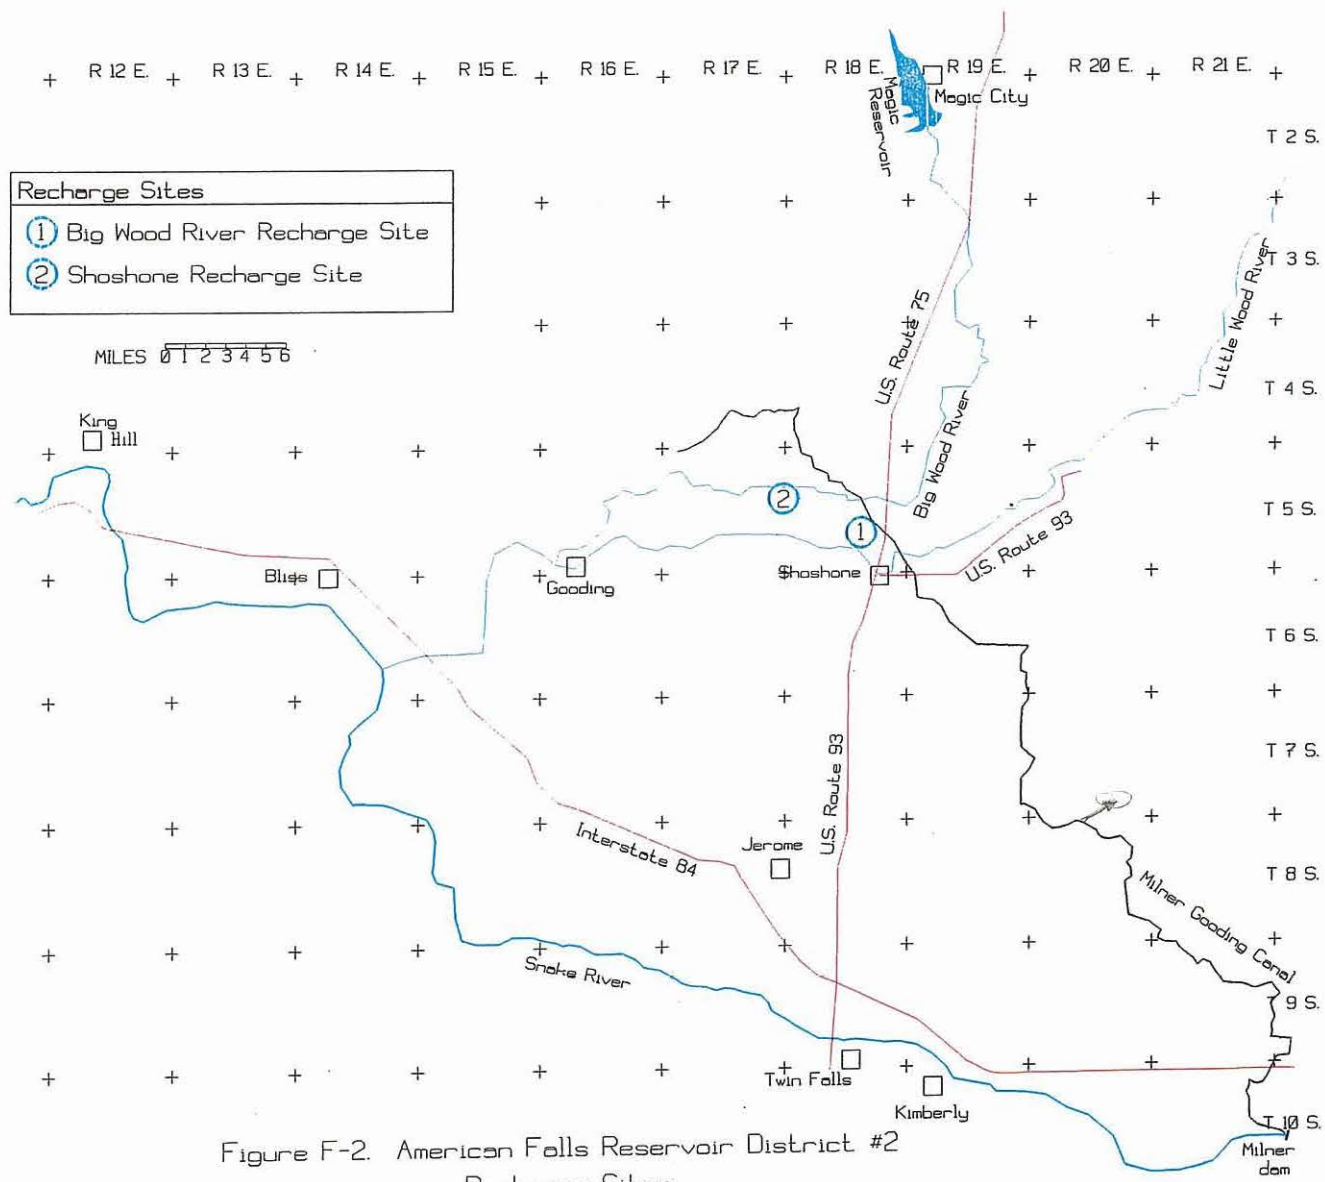 R 12 E. R 13 E. R 14 E. R 15 E. R 16 E. R 17 E. R 18 E. R 19 E. R 20 E. R 21 E.
Magic City
Magic
Reservoir
T 2 S.
Recharge Sites
1 Big Wood River Recharge Site
2 Shoshone Recharge Site
T 3 S.
Little Wood River
U.S. Route 75
MILES 0 1 2 3 4 5 6
T 4 S.
King
Hill
Big Wood River
2
1
T 5 S.
U.S. Route 93
Bliss
Gooding
Shoshone
T 6 S.
T 7 S.
U.S. Route 93
Interstate 84
Jerome
T 8 S.
Milner Gooding Canal
Snake River
T 9 S.
Twin Falls
Kimberly
T 10 S.
Milner
dam
Figure F-2. American Falls Reservoir District #2
Recharge Sites